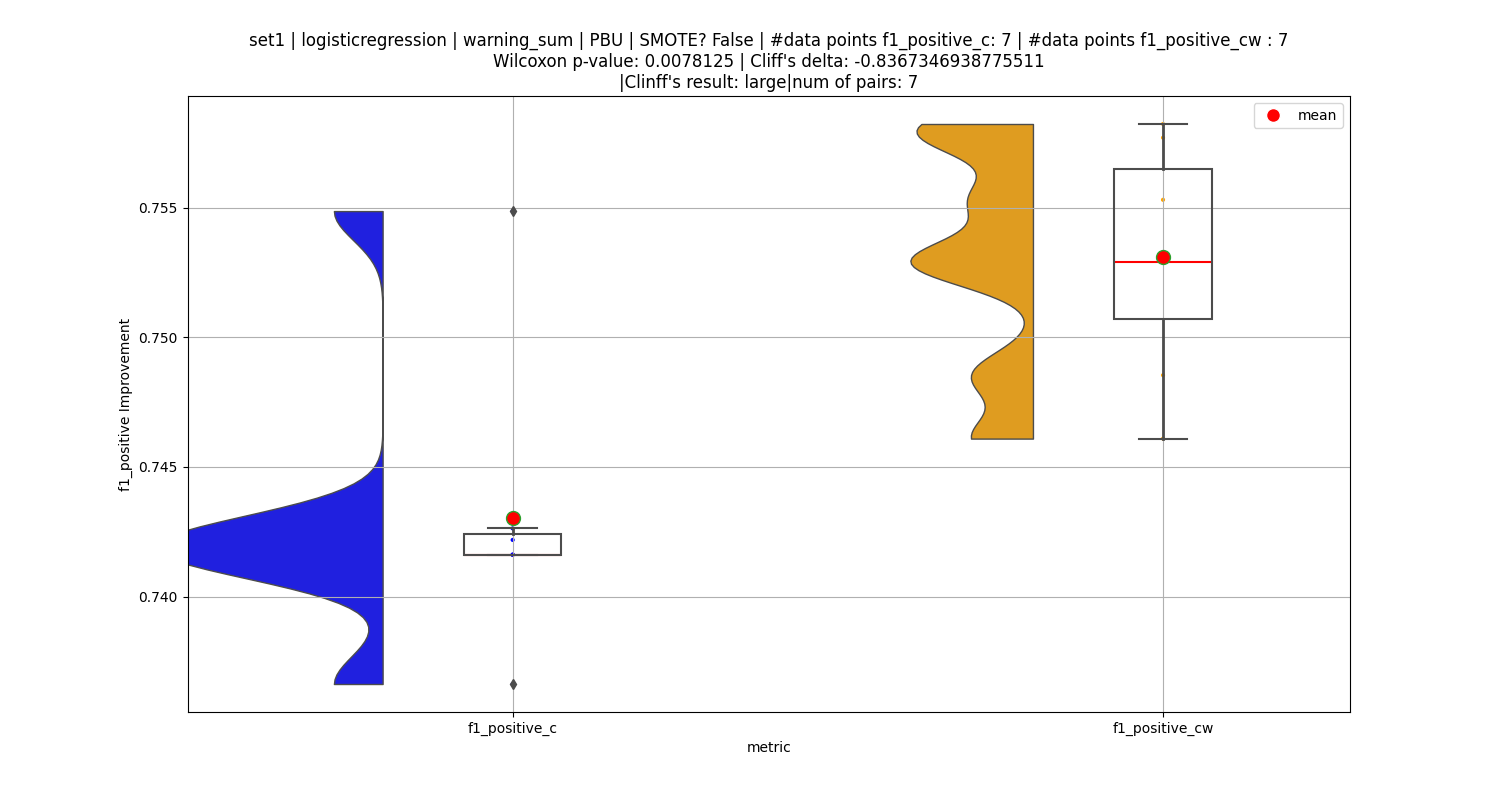 set1 | logisticregression | warning_sum | PBU | SMOTE? False | #data points f1_positive_c: 7 | #data points f1_positive_cw : 7
Wilcoxon p-value: 0.0078125 | Cliff's delta: -0.8367346938775511
|Clinff's result: large|num of pairs: 7
mean
0.755
0.750
0.745
0.740
f1_positive Improvement
f1_positive_c
f1_positive_cw
metric